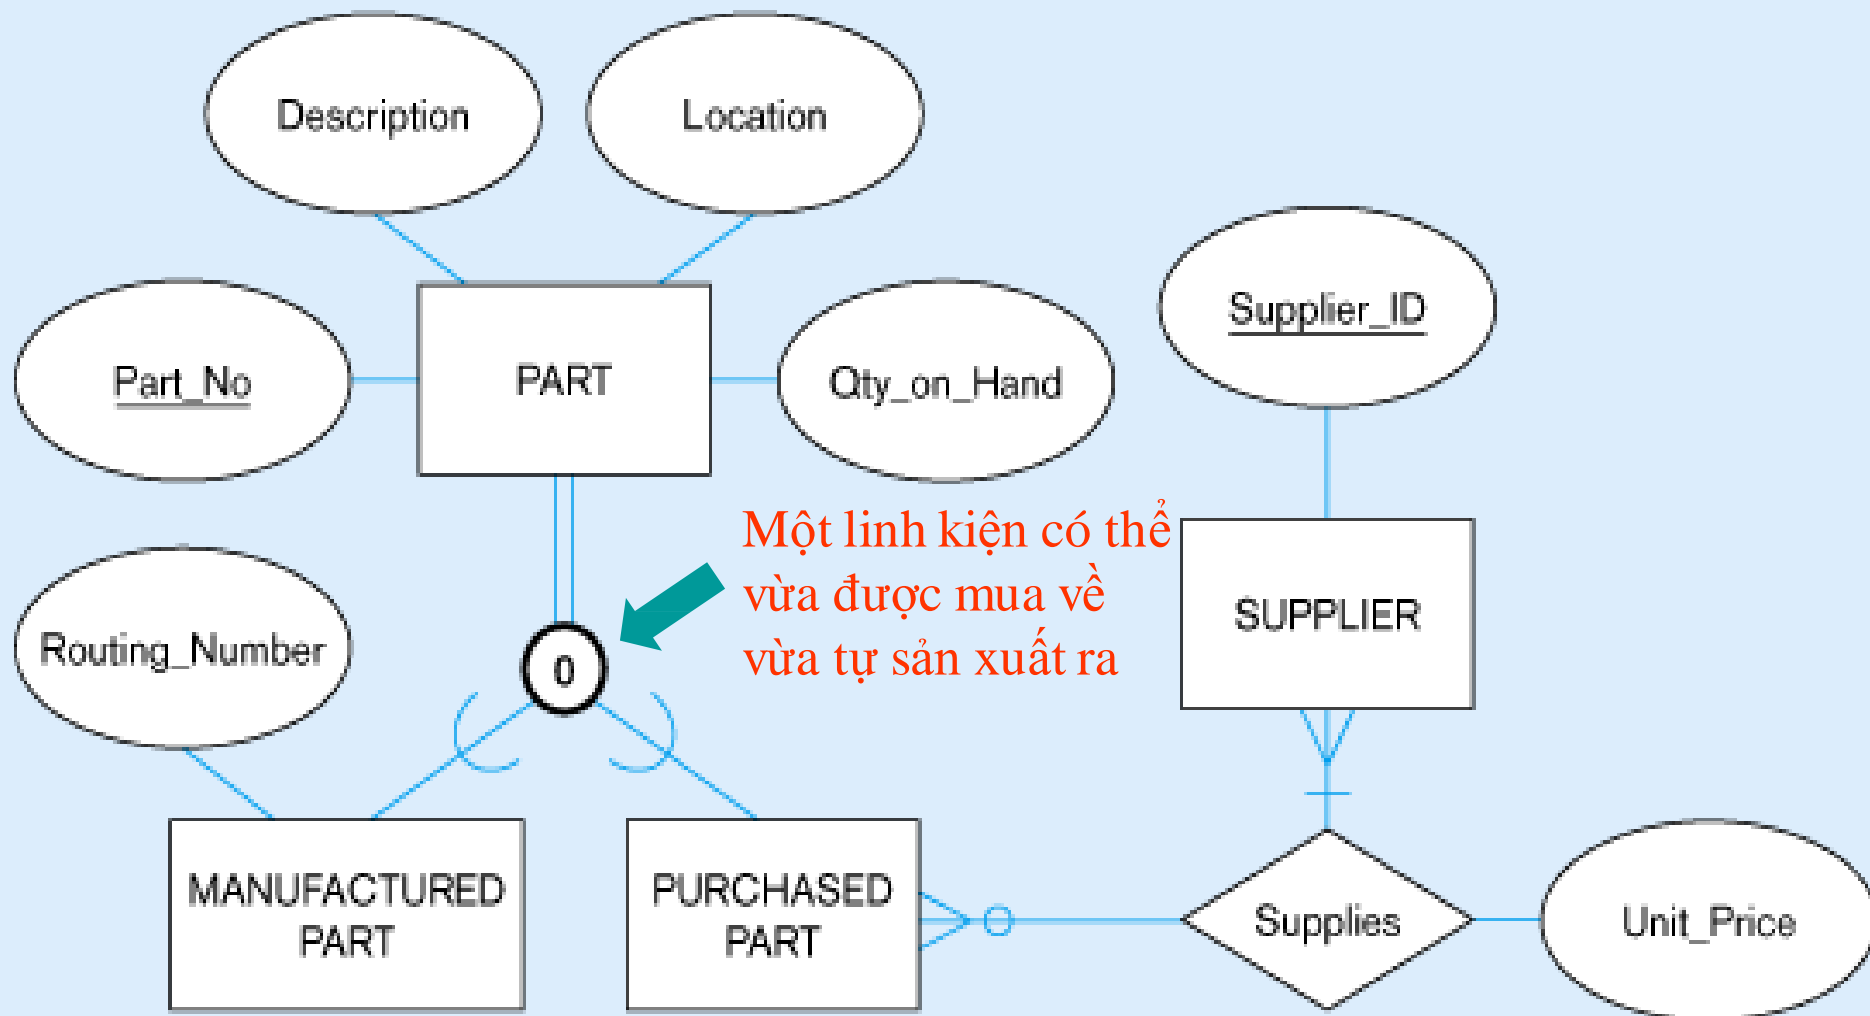 Description
Location
Part_No
PART
Qty_on_Hand
Supplier_ID
Một linh kiện có thể
vừa được mua về
vừa tự sản xuất ra
SUPPLIER
Routing_Number
0
MANUFACTURED
PART
PURCHASED
PART
Supplies
Unit_Price